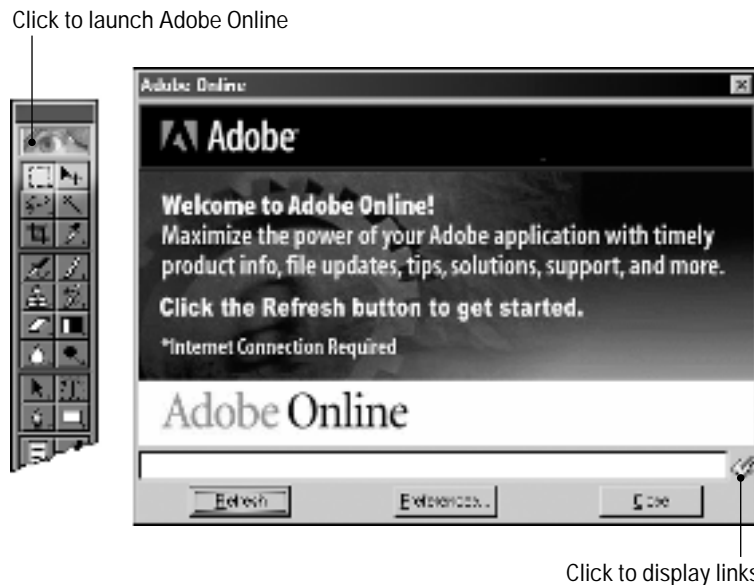 Click to launch Adobe Online
Adobe Online
Adobe
Welcome to Adobe Online!
Maximize the power of your Adobe application with timely
product info, file updates, tips, solutions, support, and more.
Click the Refresh button to get started.
*Internet Connection Required
Adobe Online
Refresh
Preferences...
Close
Click to display links